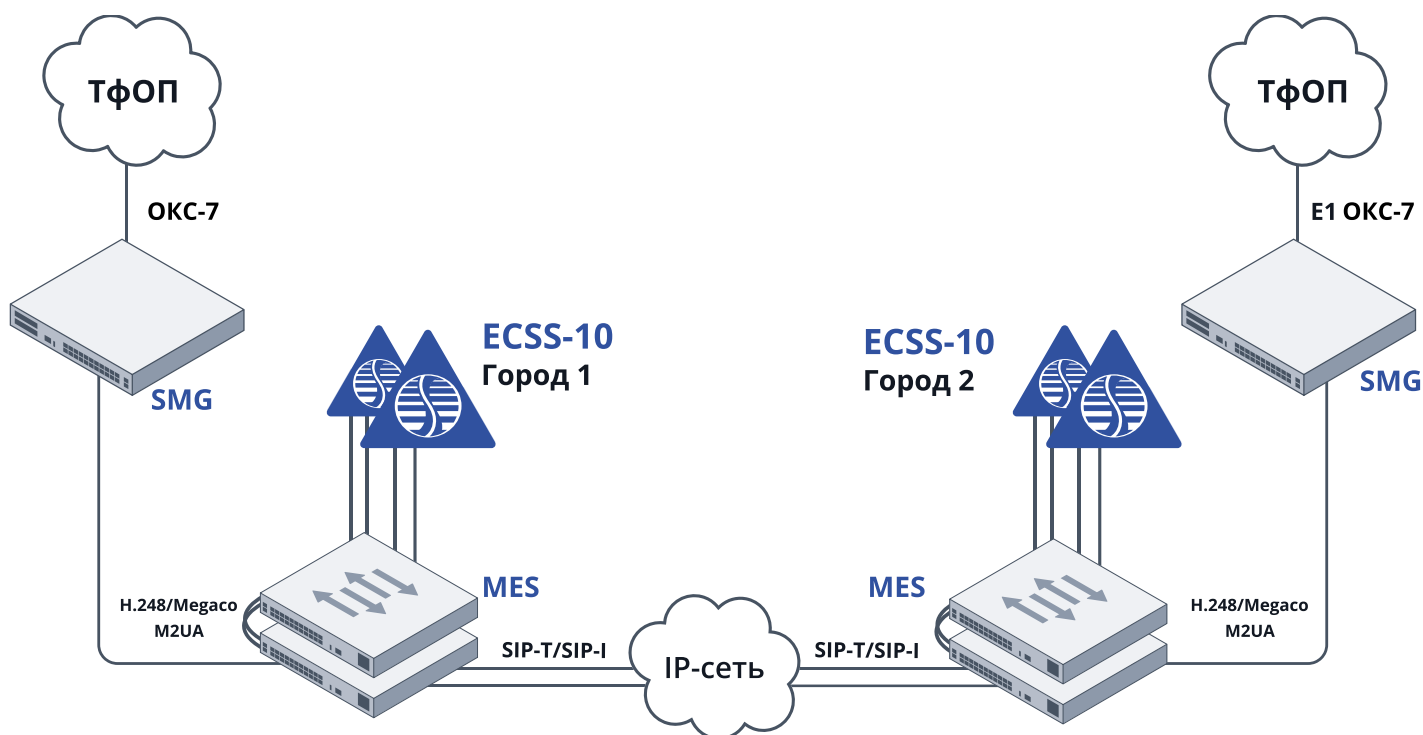 ТфОП
ТфОП
ОКС-7
E1 ОКС-7
ECSS-10
Город 1
ECSS-10
Город 2
SMG
SMG
MES
MES
H.248/Megaco
M2UA
H.248/Megaco
M2UA
SIP-T/SIP-I
IP-сеть
SIP-T/SIP-I